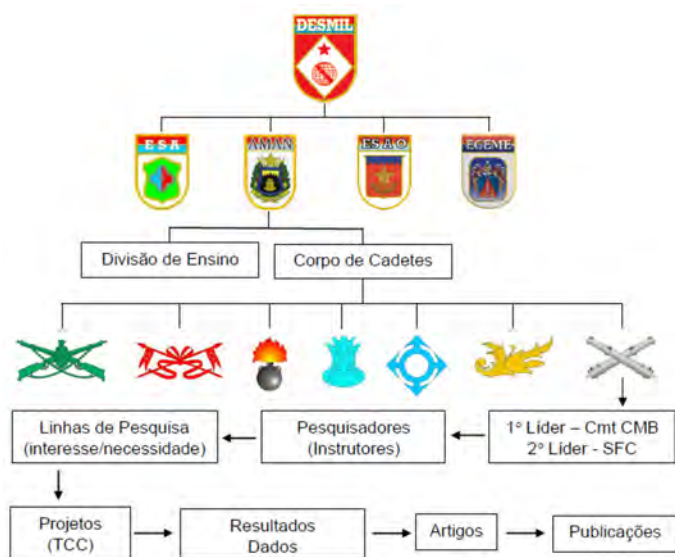 DESMIL
ESA
AMAN
ESAO
ECEME
Divisão de Ensino
Corpo de Cadetes
Linhas de Pesquisa
(interesse/necessidade)
Pesquisadores
(Instrutores)
1º Líder – Cmt CMB
2º Líder - SFC
Projetos
(TCC)
Resultados
Dados
Artigos
Publicações